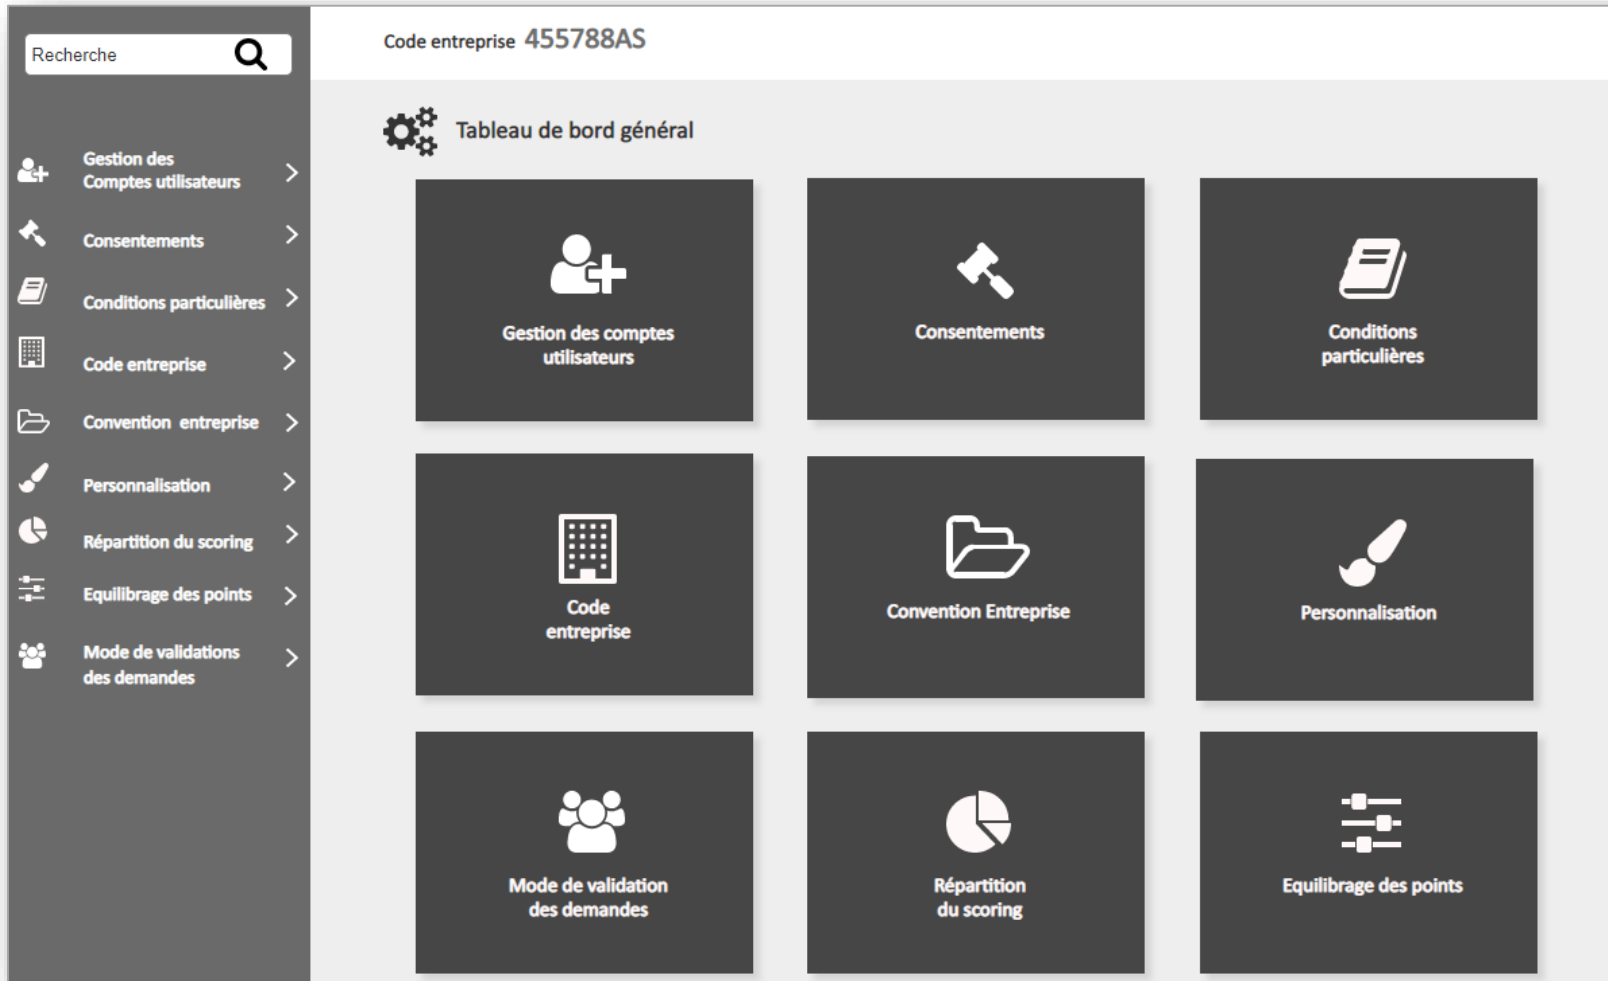 Recherche
Gestion des
Comptes utilisateurs
Consentements
Conditions particulières
Code entreprise
Convention entreprise
Personnalisation
Répartition du scoring
Equilibrage des points
Mode de validations
des demandes
Code entreprise 455788AS
Tableau de bord général
Gestion des comptes
utilisateurs
Consentements
Conditions
particulières
Code
entreprise
Convention Entreprise
Personnalisation
Mode de validation
des demandes
Répartition
du scoring
Equilibrage des points